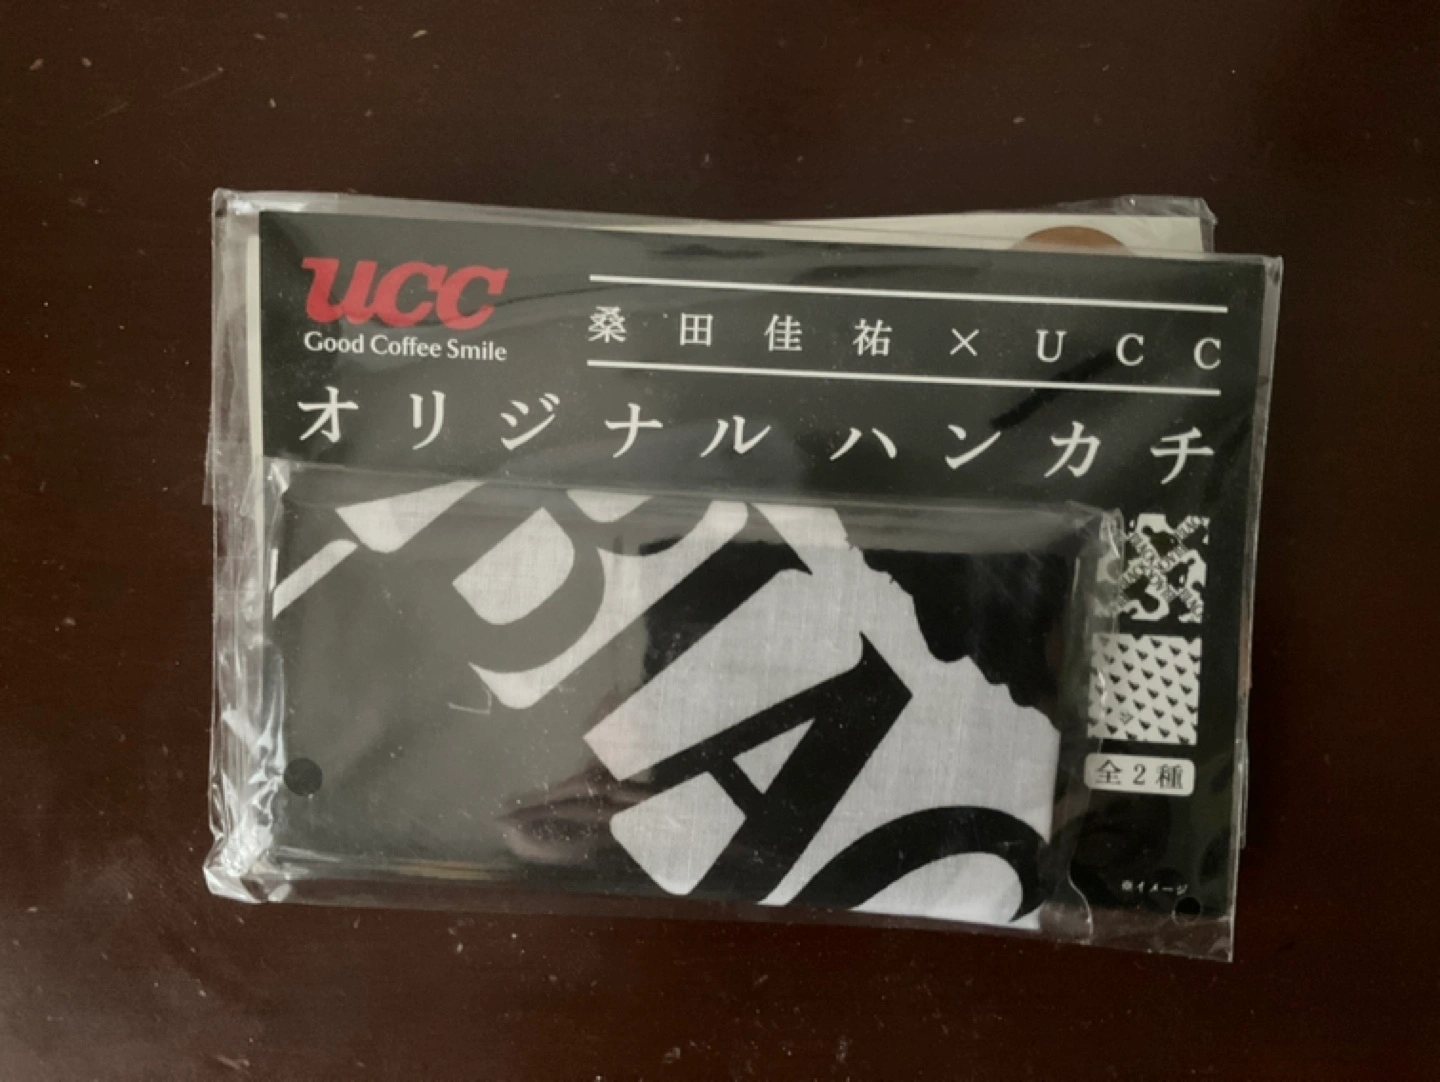 UCC
Good Coffee Smile
桑田佳祐×UCC
オリジナルハンカチ
全2種
※イメージ